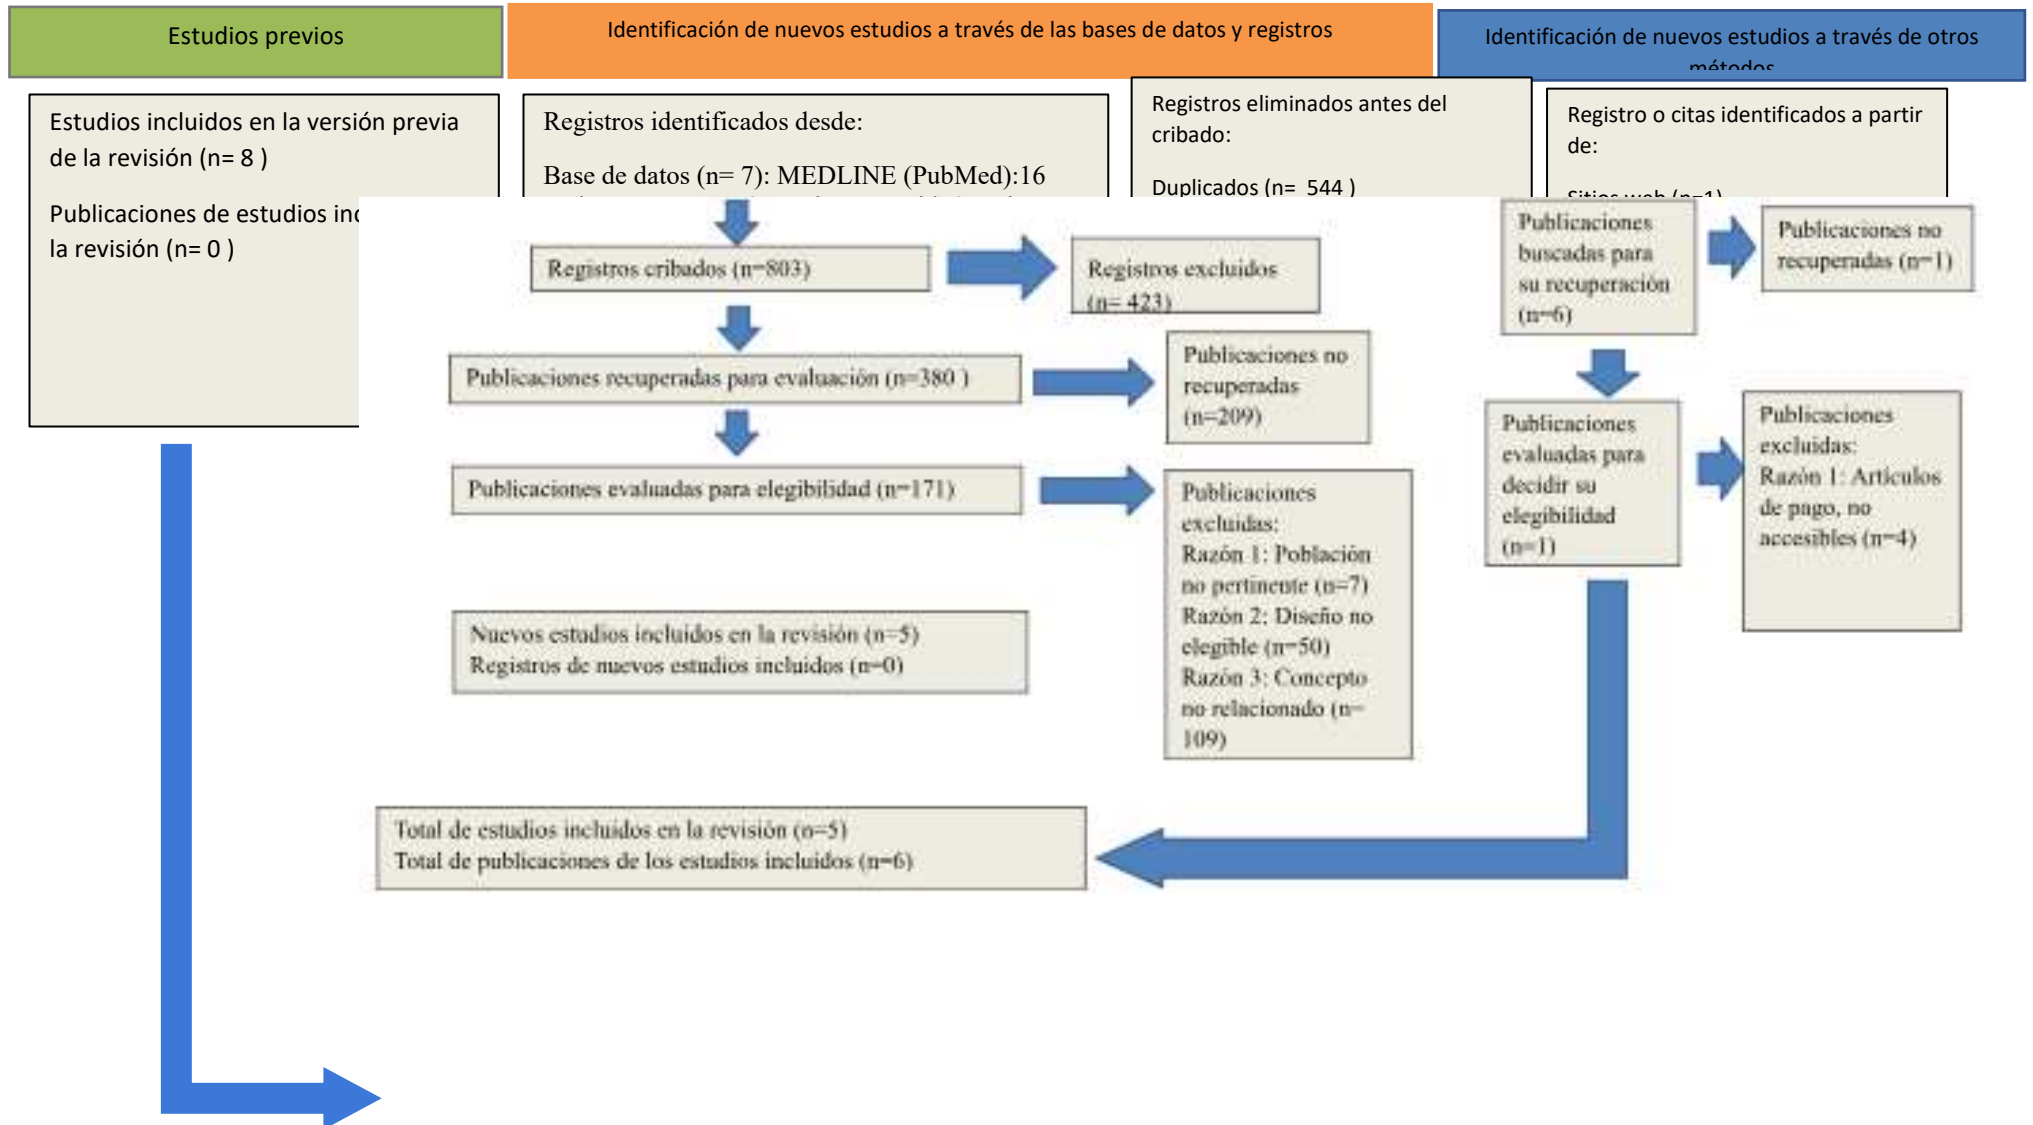 Estudios previos
Identificación de nuevos estudios a través de las bases de datos y registros
Identificación de nuevos estudios a través de otros
métodos
Estudios incluidos en la versión previa
de la revisión (n= 8 )
Publicaciones de estudios
la revisión (n= 0 )
Registros identificados desde:
Base de datos (n= 7): MEDLINE (PubMed):16
Registros eliminados antes del
cribado:
Duplicados (n= 544 )
Registro o citas identificados a partir
de:
Sitios web (n=1)
Registros cribados (n=803)
Registros excluidos
(n= 423)
Publicaciones recuperadas para evaluación (n=380 )
Publicaciones no
recuperadas
(n=209)
Publicaciones evaluadas para elegibilidad (n=171)
Publicaciones
excluidas:
Razón 1: Población
no pertinente (n=7)
Razón 2: Diseño no
elegible (n=50)
Razón 3: Concepto
no relacionado (n=
109)
Nuevos estudios incluidos en la revisión (n=5)
Registros de nuevos estudios incluidos (n=0)
Publicaciones
buscadas para
su recuperación
(n=6)
Publicaciones no
recuperadas (n=1)
Publicaciones
evaluadas para
decidir su
elegibilidad
(n=1)
Publicaciones
excluidas:
Razón 1: Artículos
de pago, no
accesibles (n=4)
Total de estudios incluidos en la revisión (n=5)
Total de publicaciones de los estudios incluidos (n=6)